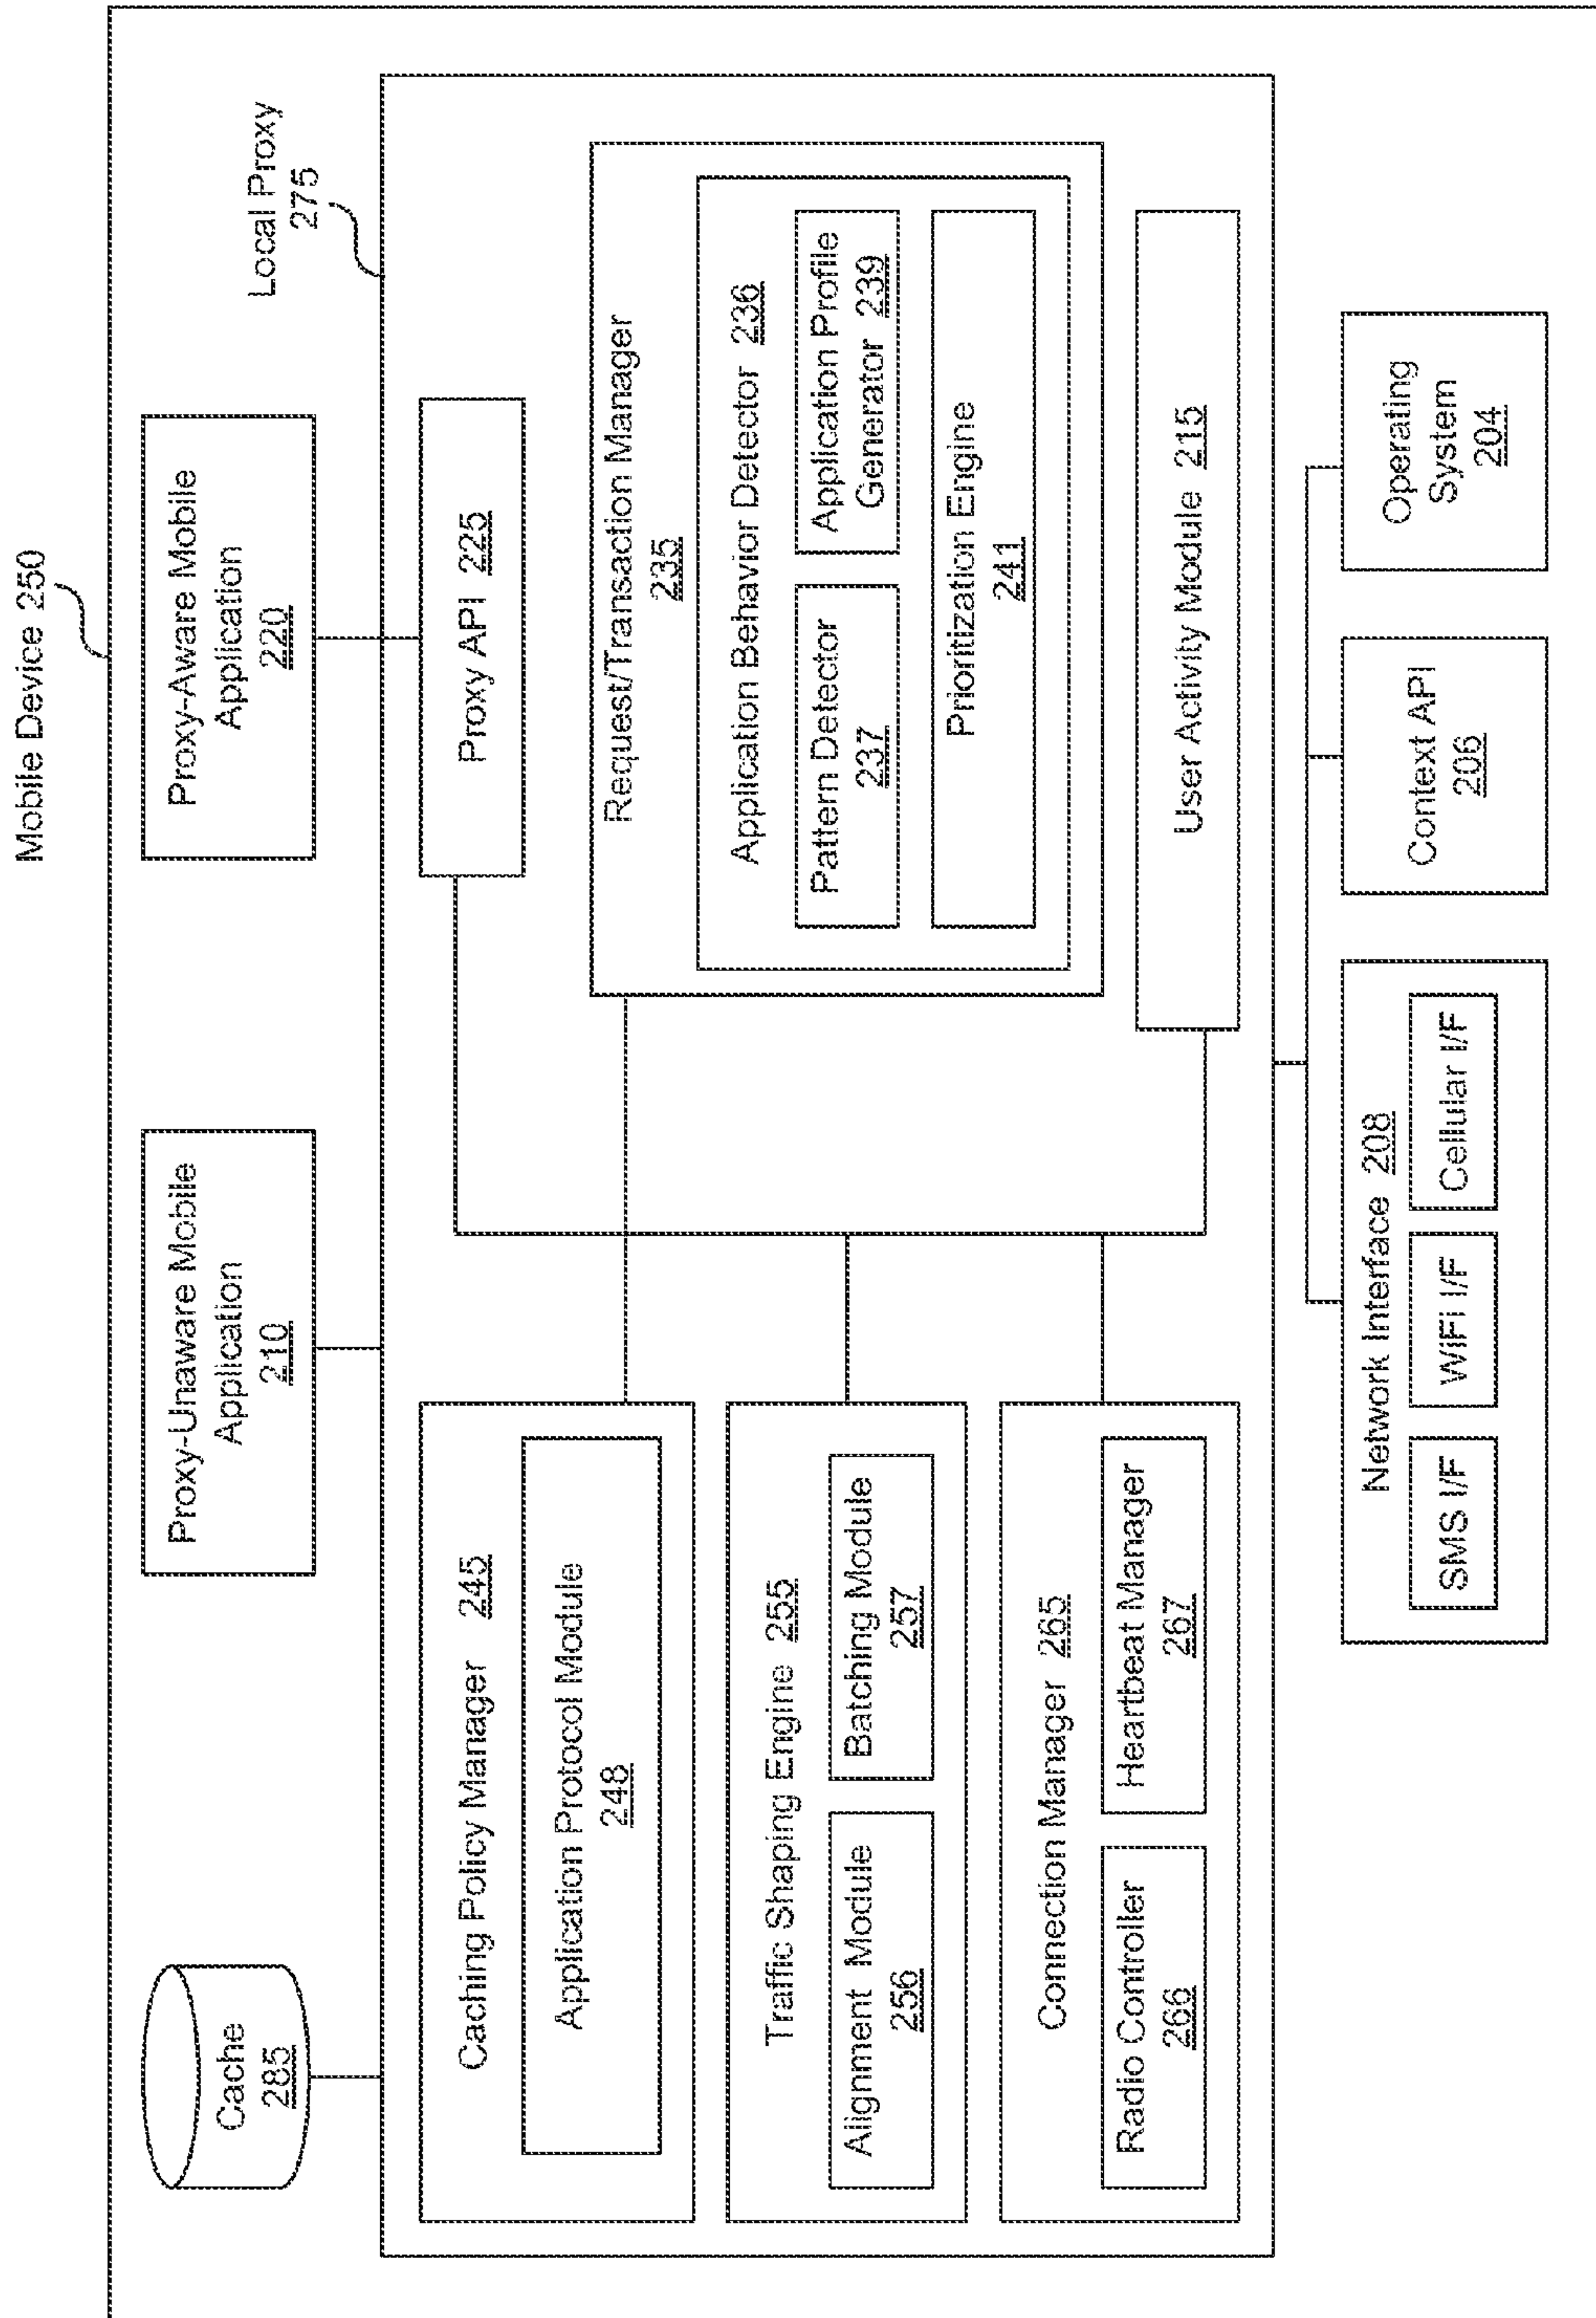 Mobile Device 250
Cache
285
Proxy-Unaware Mobile
Application
210
Proxy-Aware Mobile
Application
220
Local Proxy
275
Caching Policy Manager 245
Application Protocol Module
248
Proxy API 225
Traffic Shaping Engine 255
Alignment Module
256
Batching Module
257
Request/Transaction Manager
235
Application Behavior Detector 236
Pattern Detector
237
Application Profile
Generator 239
Prioritization Engine
241
Connection Manager 265
Radio Controller
266
Heartbeat Manager
267
User Activity Module 215
Network Interface 208
SMS I/F
WiFi I/F
Cellular I/F
Context API
206
Operating
System
204